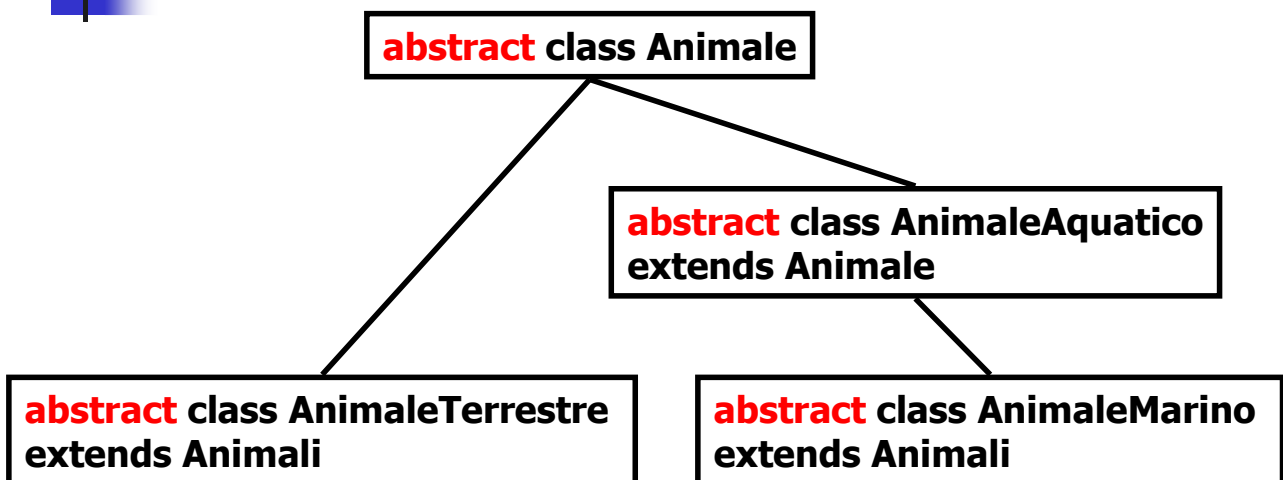 abstract class Animale
abstract class AnimaleAquatico
extends Animale
abstract class AnimaleTerrestre
extends Animali
abstract class AnimaleMarino
extends Animali